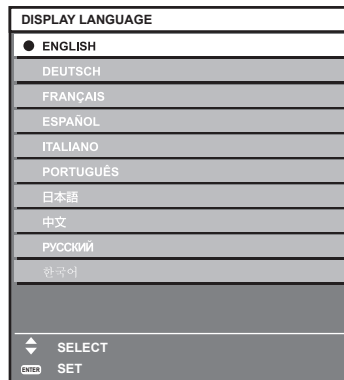 DISPLAY LANGUAGE
ENGLISH
DEUTSCH
FRANÇAIS
ESPAÑOL
ITALIANO
PORTUGUÊS
日本語
中文
РУССКИЙ
한국어
SELECT
ENTER SET